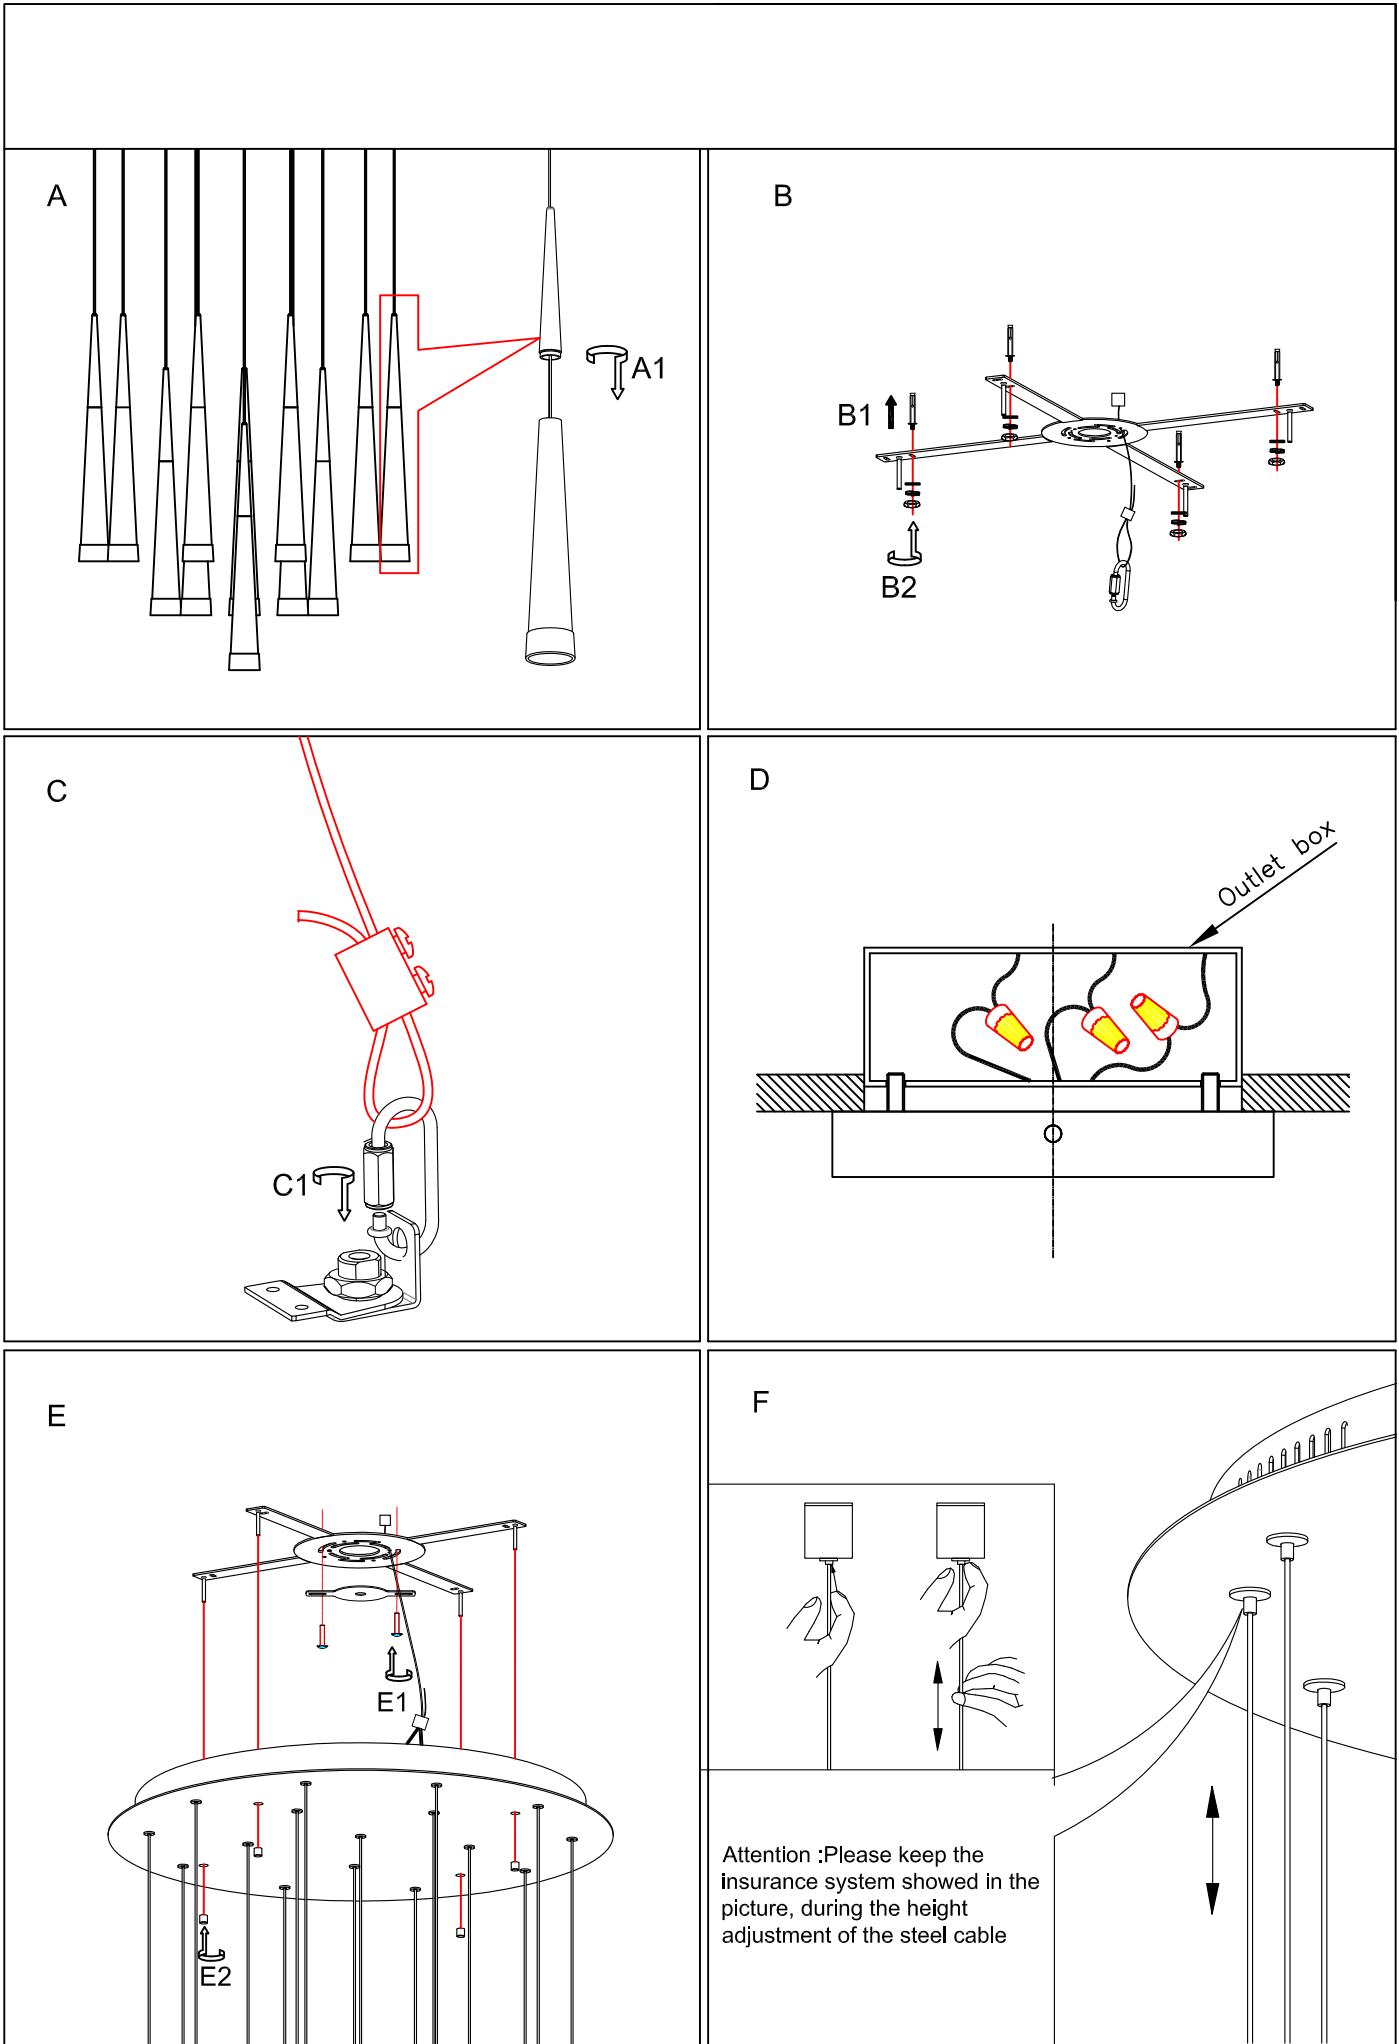 A
A1
B
B1
B2
C
C1
D
Outlet box
E
E1
E2
F
Attention :Please keep the
insurance system showed in the
picture, during the height
adjustment of the steel cable